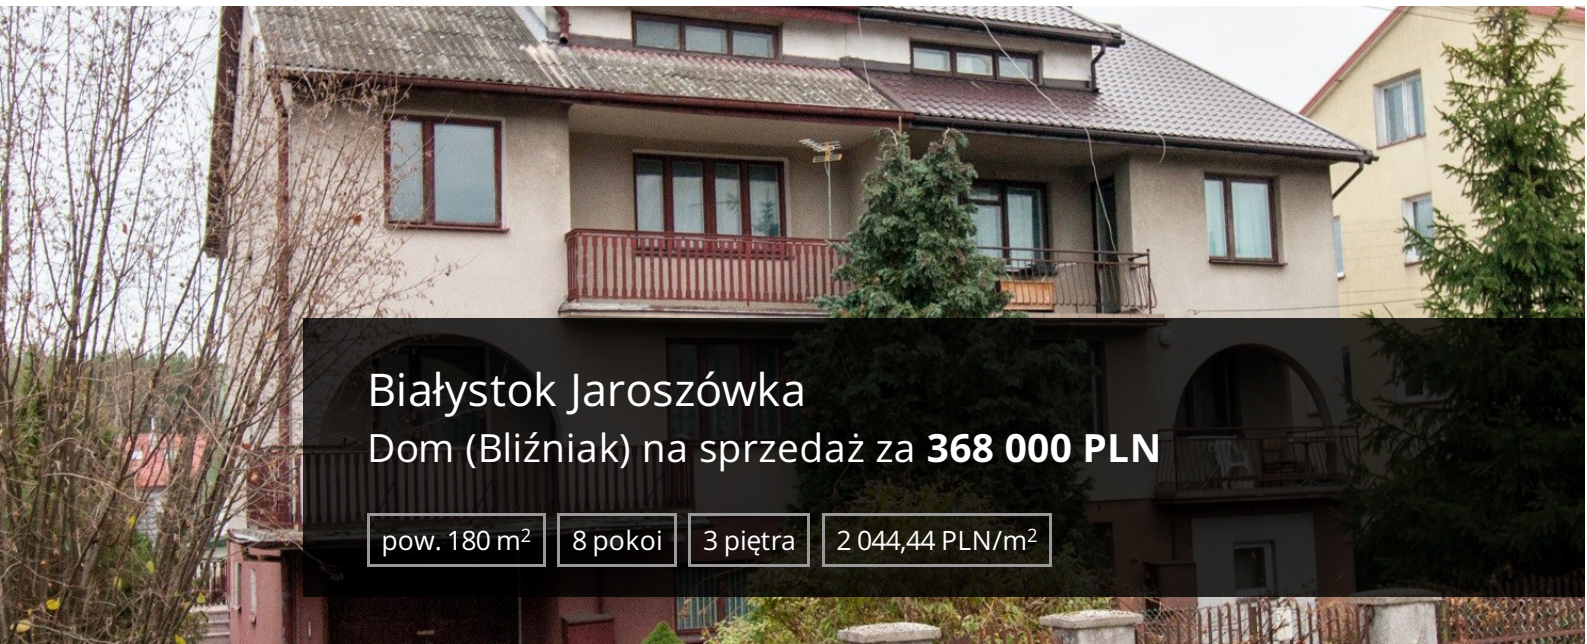 Białystok Jaroszówka
Dom (Bliźniak) na sprzedaż za 368 000 PLN
pow. 180 m² 8 pokoi 3 piętra 2 044,44 PLN/m²